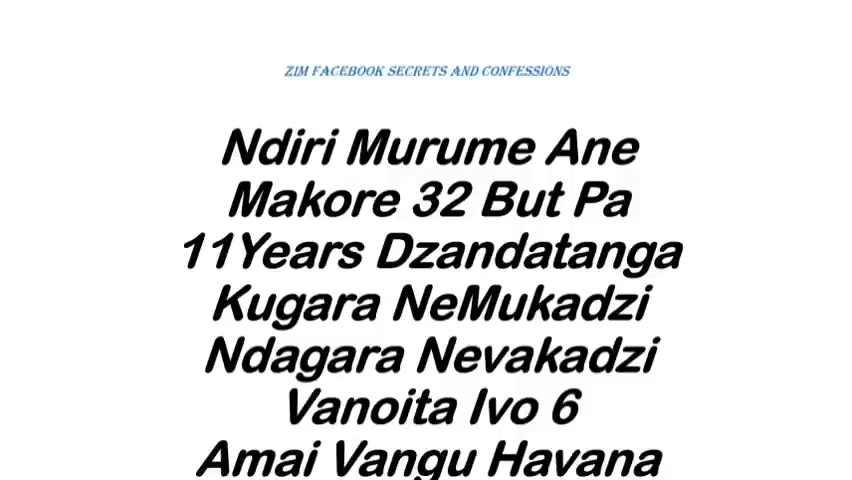 ZIM FACEBOOK SECRETS AND CONFESSIONS
Ndiri Murume Ane
Makore 32 But Pa
11Years Dzandatanga
Kugara NeMukadzi
Ndagara Nevakadzi
Vanoita Ivo 6
Amai Vangu Havana